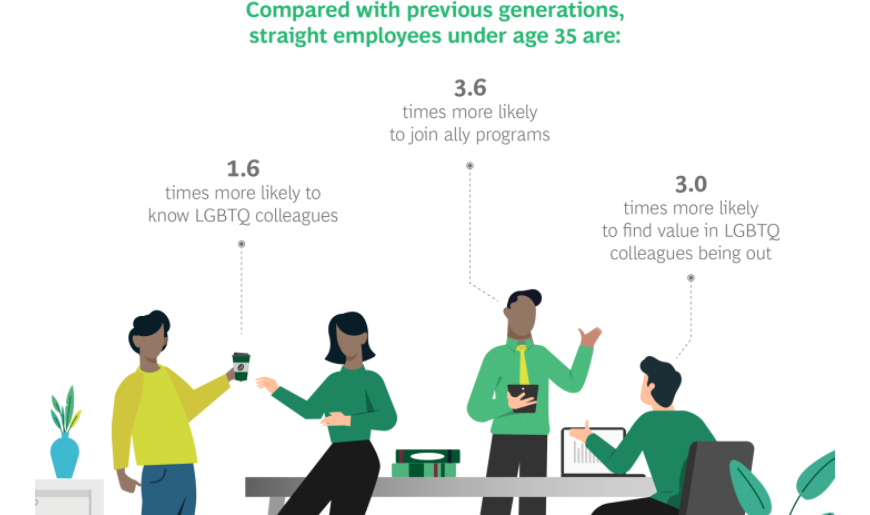 Compared with previous generations,
straight employees under age 35 are:
3.6
times more likely
to join ally programs
1.6
times more likely to
know LGBTQ colleagues
3.0
times more likely
to find value in LGBTQ
colleagues being out